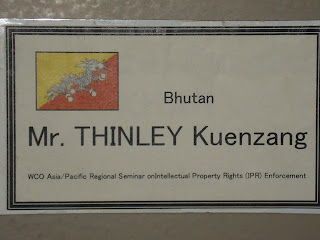 Bhutan
Mr. THINLEY Kuenzang
WCO Asia/Pacific Regional Seminar onIntellectual Property Rights (IPR) Enforcement